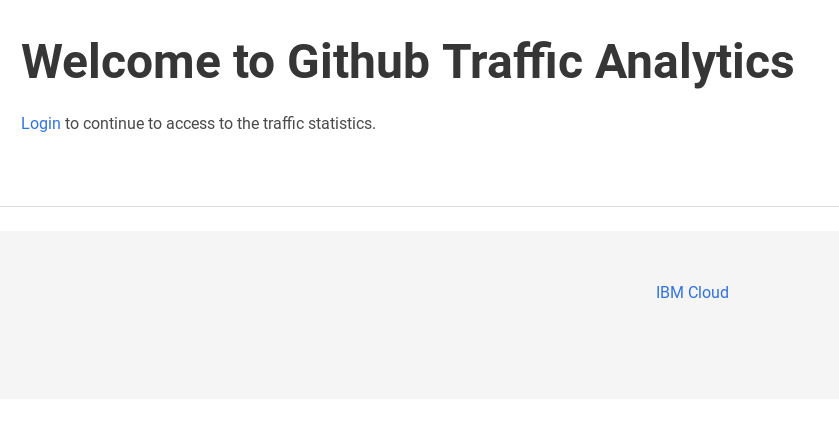 Welcome to Github Traffic Analytics
Login to continue to access to the traffic statistics.
IBM Cloud